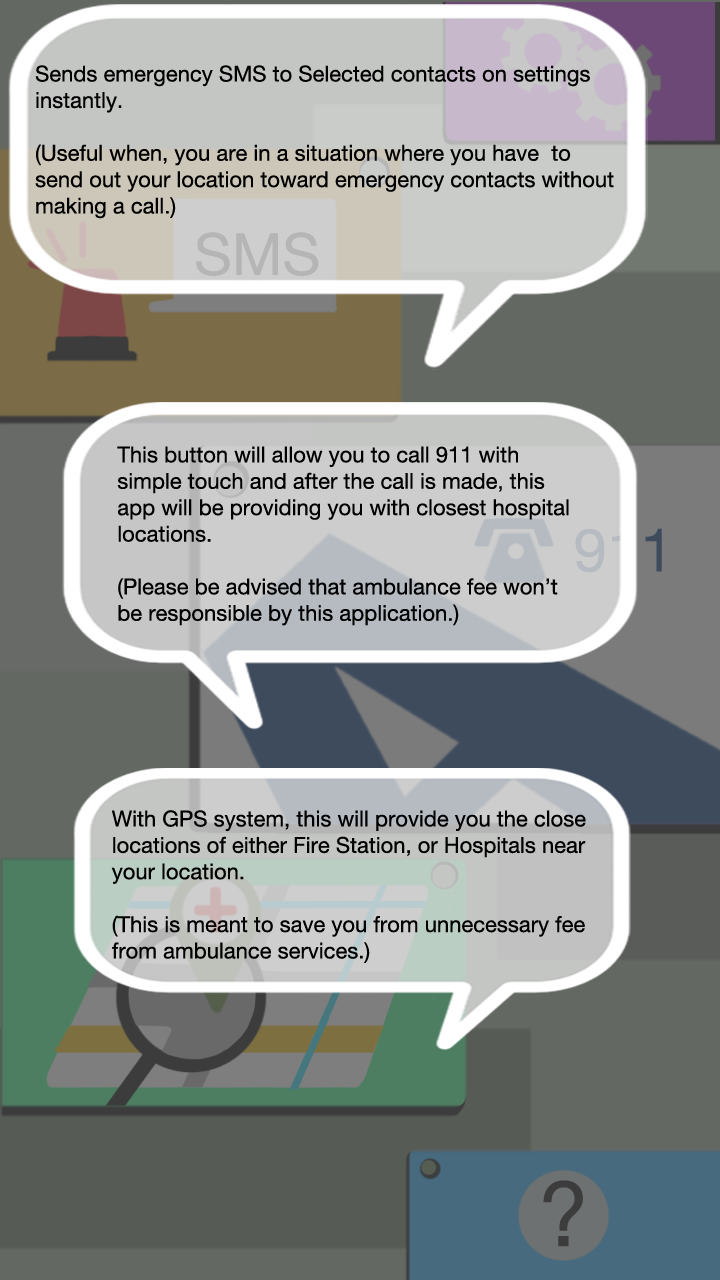 Sends emergency SMS to Selected contacts on settings
instantly.
(Useful when, you are in a situation where you have  to
send out your location toward emergency contacts without
making a call.)
SMS
This button will allow you to call 911 with
simple touch and after the call is made, this
app will be providing you with closest hospital
locations.
911
(Please be advised that ambulance fee won’t
be responsible by this application.)
With GPS system, this will provide you the close
locations of either Fire Station, or Hospitals near
your location.
(This is meant to save you from unnecessary fee
from ambulance services.)
?